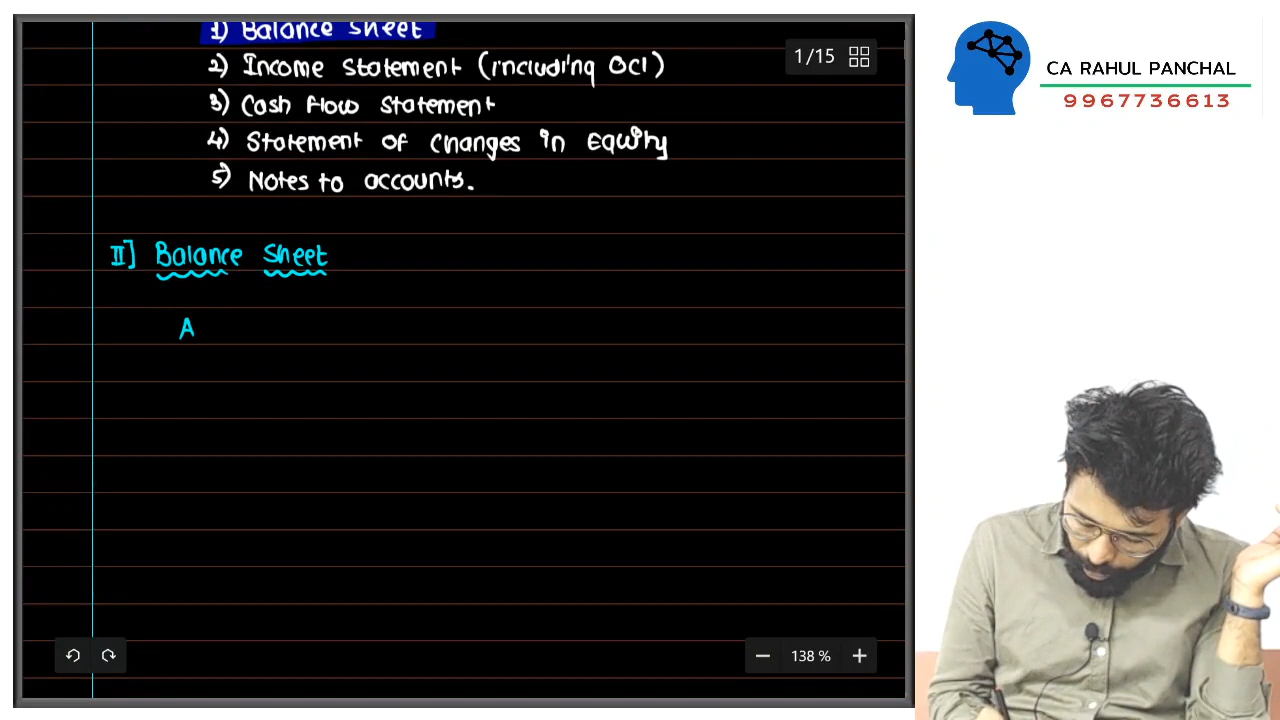 1) Balance sheet
2) Income statement (including OCI)
3) Cash flow statement
4) Statement of changes in Equity
5) Notes to accounts.
II] Balance Sheet
A
1/15
138 %
CA RAHUL PANCHAL
9967736613